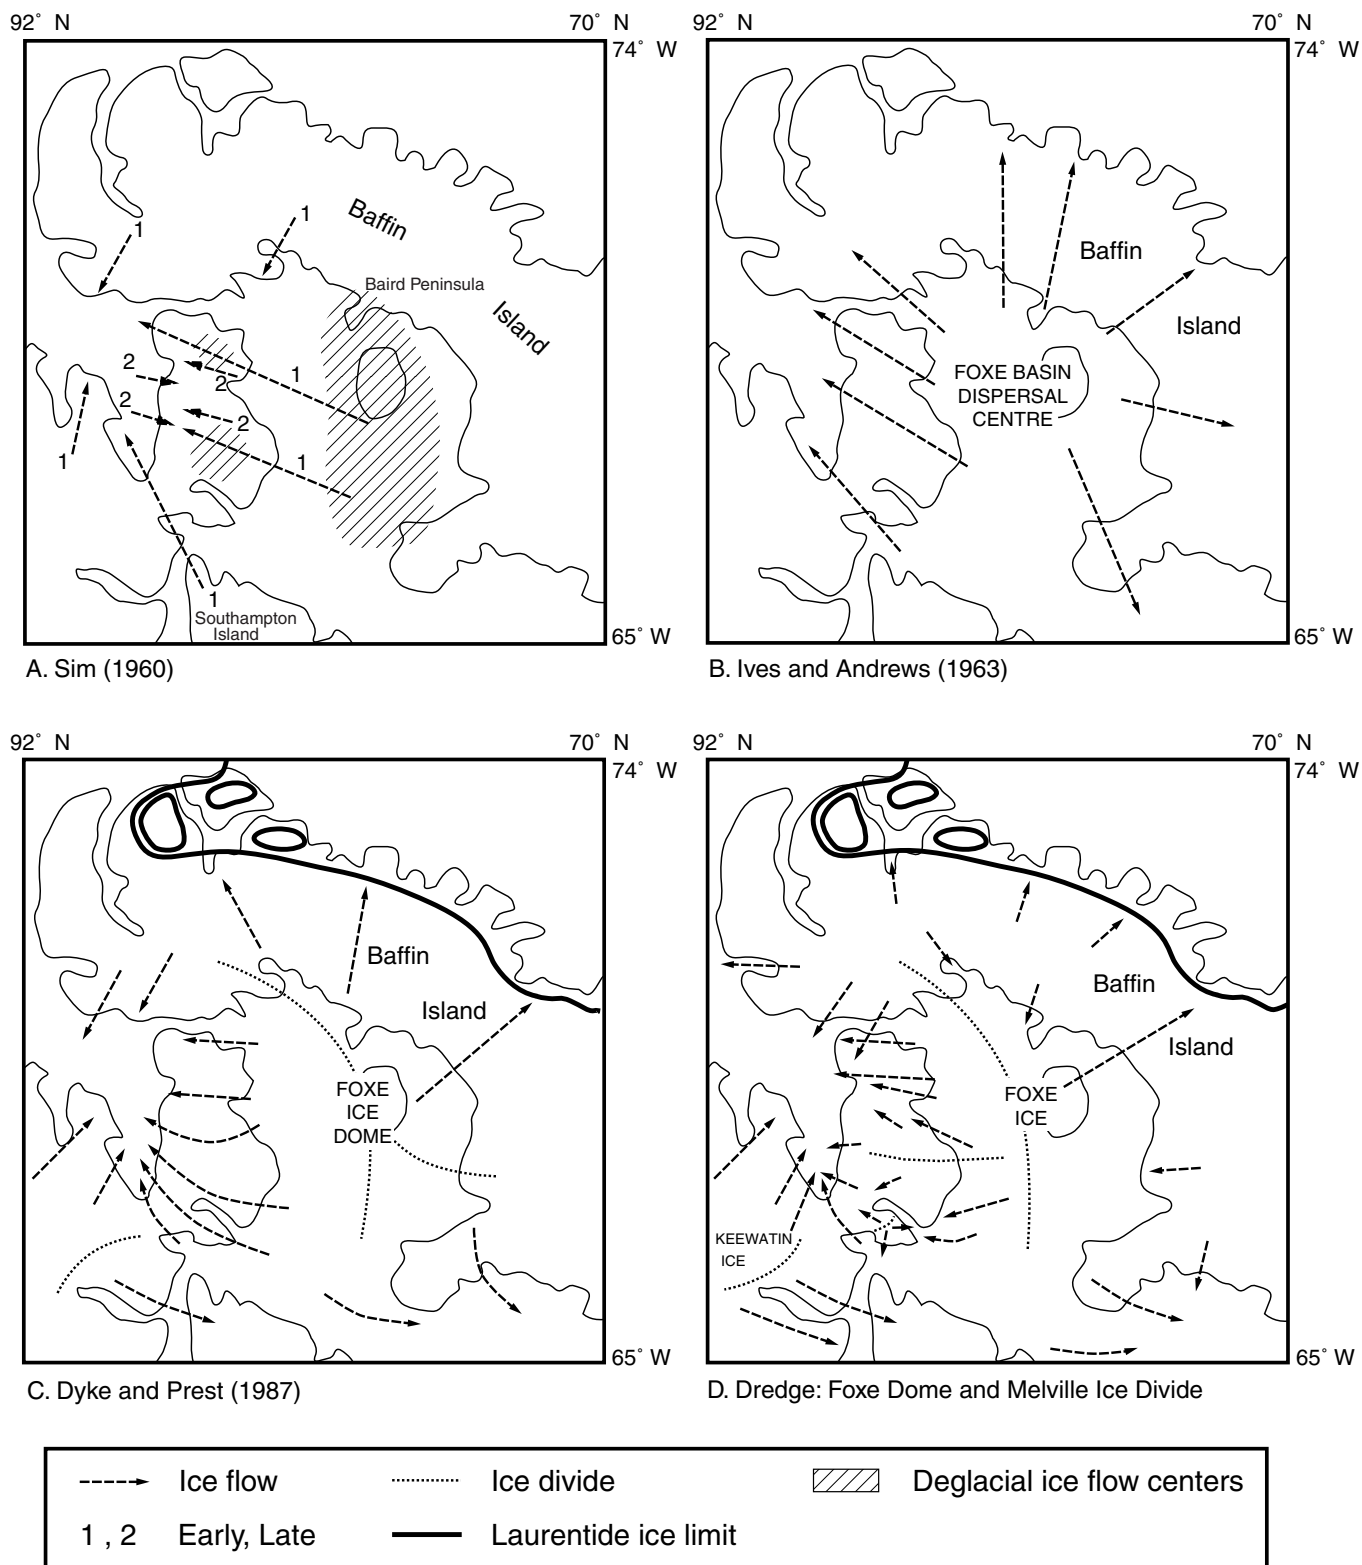 92° N
70° N
74° W
1
1
Baffin
Baird Peninsula
Island
1
2
2
2
2
1
1
1
Southampton
Island
65° W
A. Sim (1960)
92° N
70° N
74° W
Baffin
Island
FOXE BASIN
DISPERSAL
CENTRE
65° W
B. Ives and Andrews (1963)
92° N
70° N
74° W
Baffin
Island
FOXE
ICE
DOME
65° W
C. Dyke and Prest (1987)
92° N
70° N
74° W
Baffin
Island
FOXE
ICE
KEEWATIN
ICE
65° W
D. Dredge: Foxe Dome and Melville Ice Divide
Ice flow
Ice divide
Deglacial ice flow centers
1 , 2 Early, Late
Laurentide ice limit